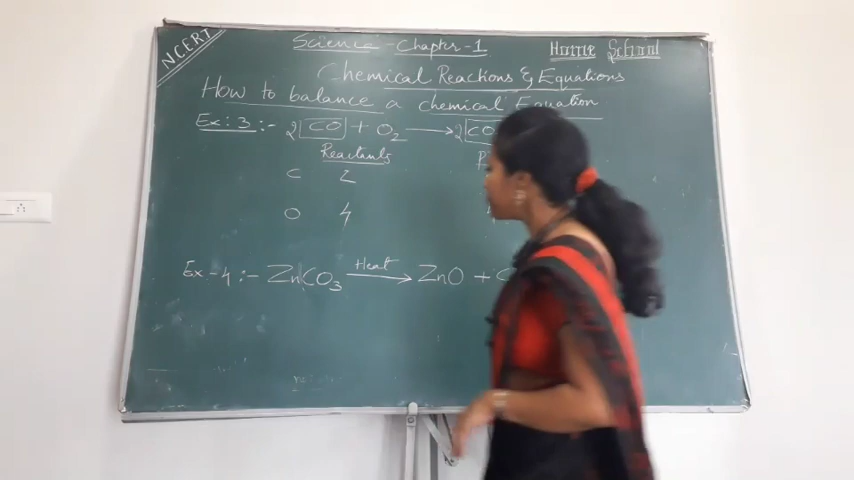 NCERT
Science - Chapter-1
Home School
Chemical Reactions & Equations
How to balance a chemical Equation
Ex: 3 :- 2 CO + O2 → 2 CO
Reactants
C 2
O 4
Ex - 4 :- ZnCO3 Heat → ZnO + C